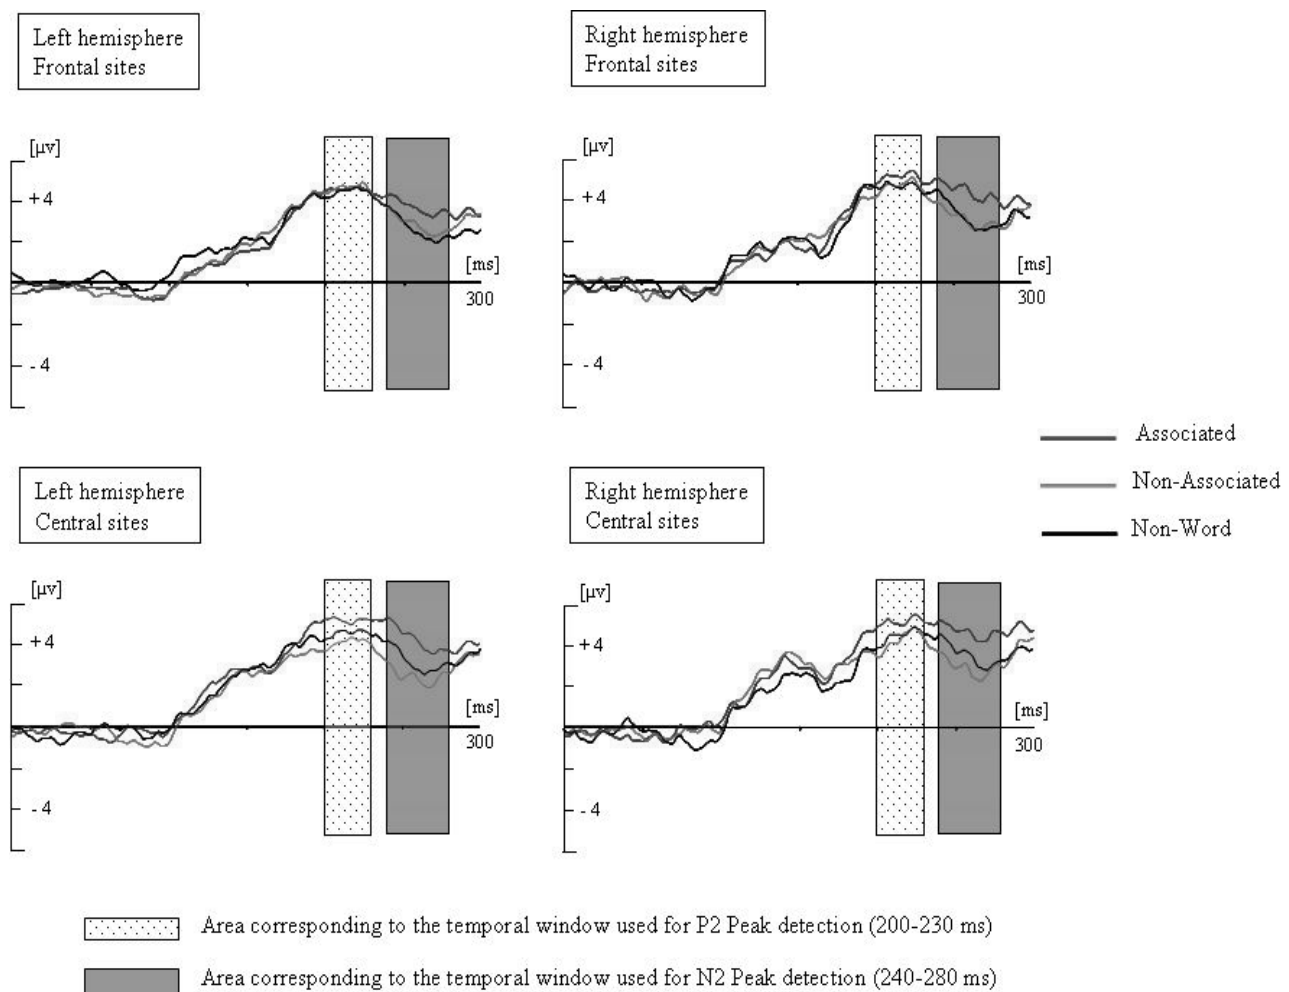 Left hemisphere
Frontal sites
Right hemisphere
Frontal sites
[μv]
+4
[ms]
300
- 4
[μv]
+4
[ms]
300
- 4
Associated
Non-Associated
Non-Word
Left hemisphere
Central sites
Right hemisphere
Central sites
[μv]
+4
[ms]
300
- 4
[μv]
+4
[ms]
300
- 4
Area corresponding to the temporal window used for P2 Peak detection (200-230 ms)
Area corresponding to the temporal window used for N2 Peak detection (240-280 ms)